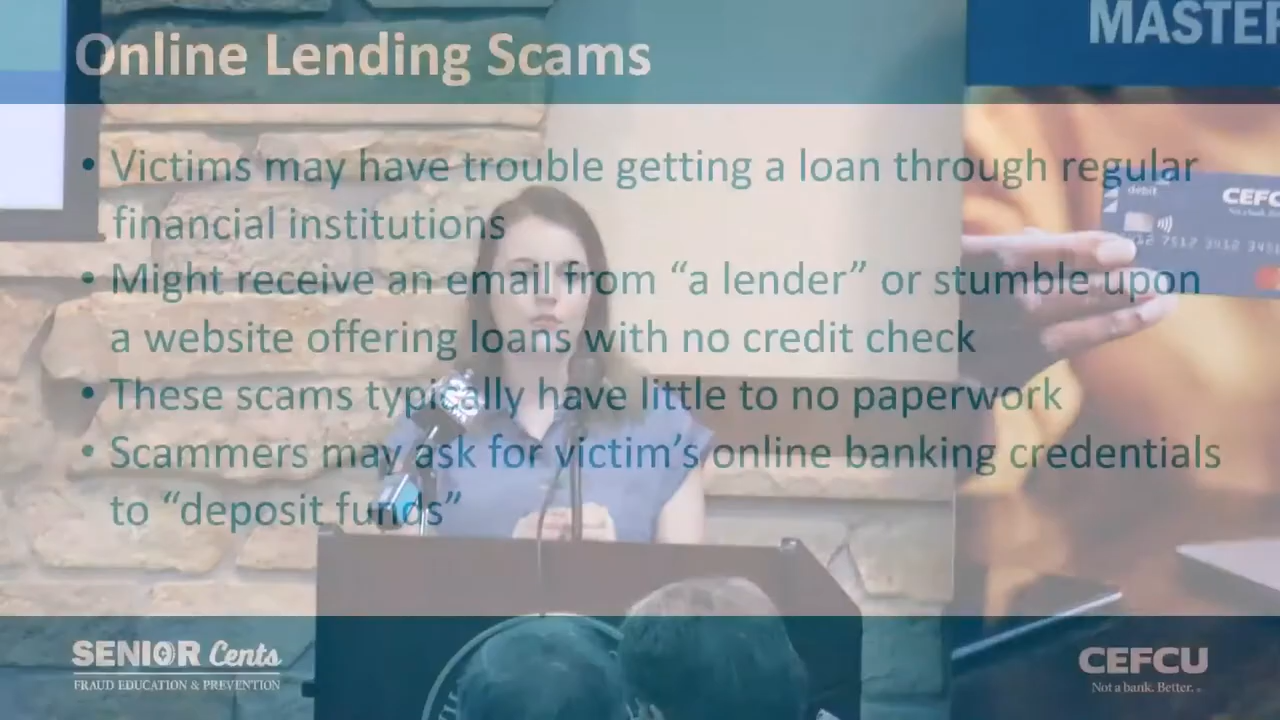 MASTER
Online Lending Scams
• Victims may have trouble getting a loan through regular
financial institutions
debit
CEFC
• Might receive an email from “a lender” or stumble upon
a website offering loans with no credit check
• These scams typically have little to no paperwork
• Scammers may ask for victim’s online banking credentials
to “deposit funds”
SENIOR Cents
FRAUD EDUCATION & PREVENTION
CEFCU
Not a bank. Better.